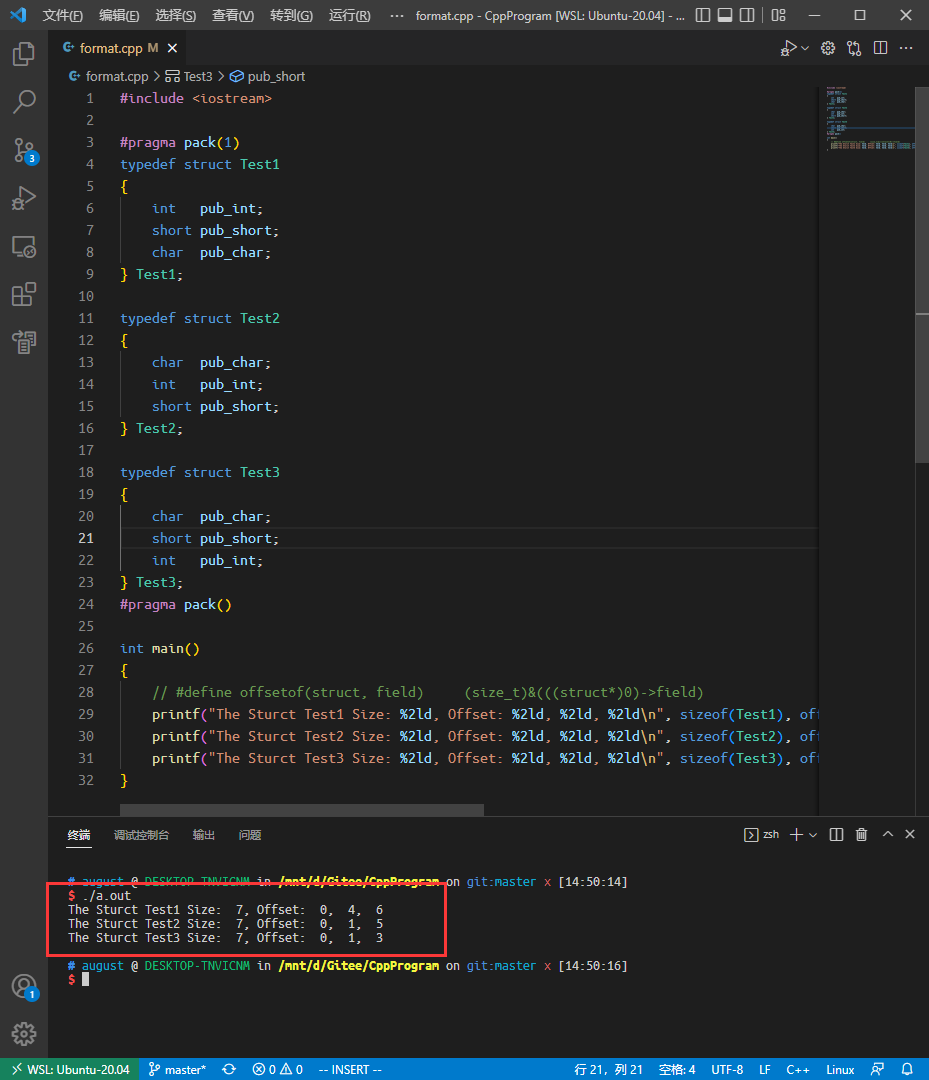 文件(F) 编辑(E) 选择(S) 查看(V) 转到(G) 运行(R) ··· format.cpp - CppProgram [WSL: Ubuntu-20.04] - ...
format.cpp M
format.cpp > Test3 > pub_short
1 #include <iostream>
2
3 #pragma pack(1)
4 typedef struct Test1
5 {
6 int pub_int;
7 short pub_short;
8 char pub_char;
9 } Test1;
10
11 typedef struct Test2
12 {
13 char pub_char;
14 int pub_int;
15 short pub_short;
16 } Test2;
17
18 typedef struct Test3
19 {
20 char pub_char;
21 short pub_short;
22 int pub_int;
23 } Test3;
24 #pragma pack()
25
26 int main()
27 {
28 // #define offsetof(struct, field) (size_t)&(((struct*)0)->field)
29 printf("The Sturct Test1 Size: %2ld, Offset: %2ld, %2ld, %2ld\n", sizeof(Test1), off
30 printf("The Sturct Test2 Size: %2ld, Offset: %2ld, %2ld, %2ld\n", sizeof(Test2), off
31 printf("The Sturct Test3 Size: %2ld, Offset: %2ld, %2ld, %2ld\n", sizeof(Test3), off
32 }
3
终端 调试控制台 输出 问题 zsh
# august @ DESKTOP-TNVICNM in /mnt/d/Gitee/CppProgram on git:master x [14:50:14]
$ ./a.out
The Sturct Test1 Size:  7, Offset:  0,  4,  6
The Sturct Test2 Size:  7, Offset:  0,  1,  5
The Sturct Test3 Size:  7, Offset:  0,  1,  3
# august @ DESKTOP-TNVICNM in /mnt/d/Gitee/CppProgram on git:master x [14:50:16]
$
1
WSL: Ubuntu-20.04 master* 0 0 -- INSERT -- 行 21，列 21 空格: 4 UTF-8 LF C++ Linux